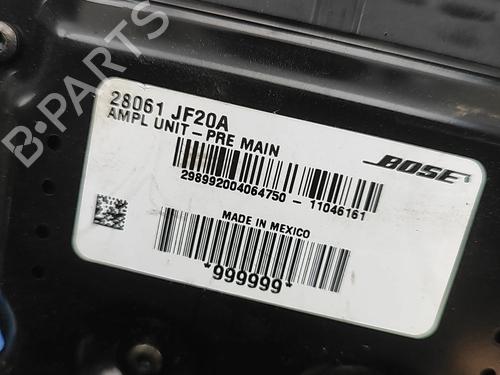 28061 JF20A
AMPL UNIT - PRE MAIN
BOSE
298992004064750 - 11046161
MADE IN MEXICO
*999999*
B-PARTS